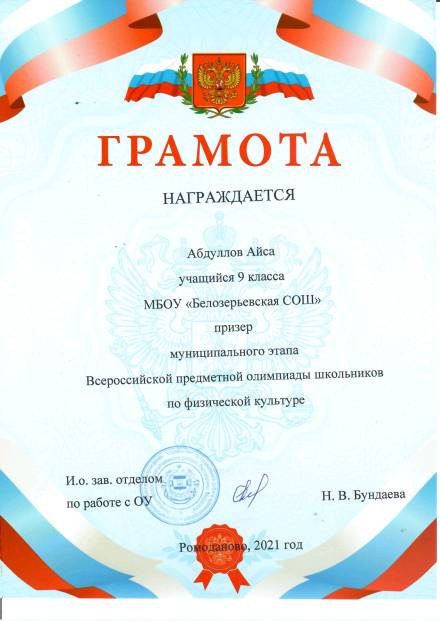 ГРАМОТА
НАГРАЖДАЕТСЯ
Абдуллов Айса
учащийся 9 класса
МБОУ «Белозерьевская СОШ»
призер
муниципального этапа
Всероссийской предметной олимпиады школьников
по физической культуре
И.о. зав. отделом
по работе с ОУ
Н. В. Бундаева
Ромоданово, 2021 год